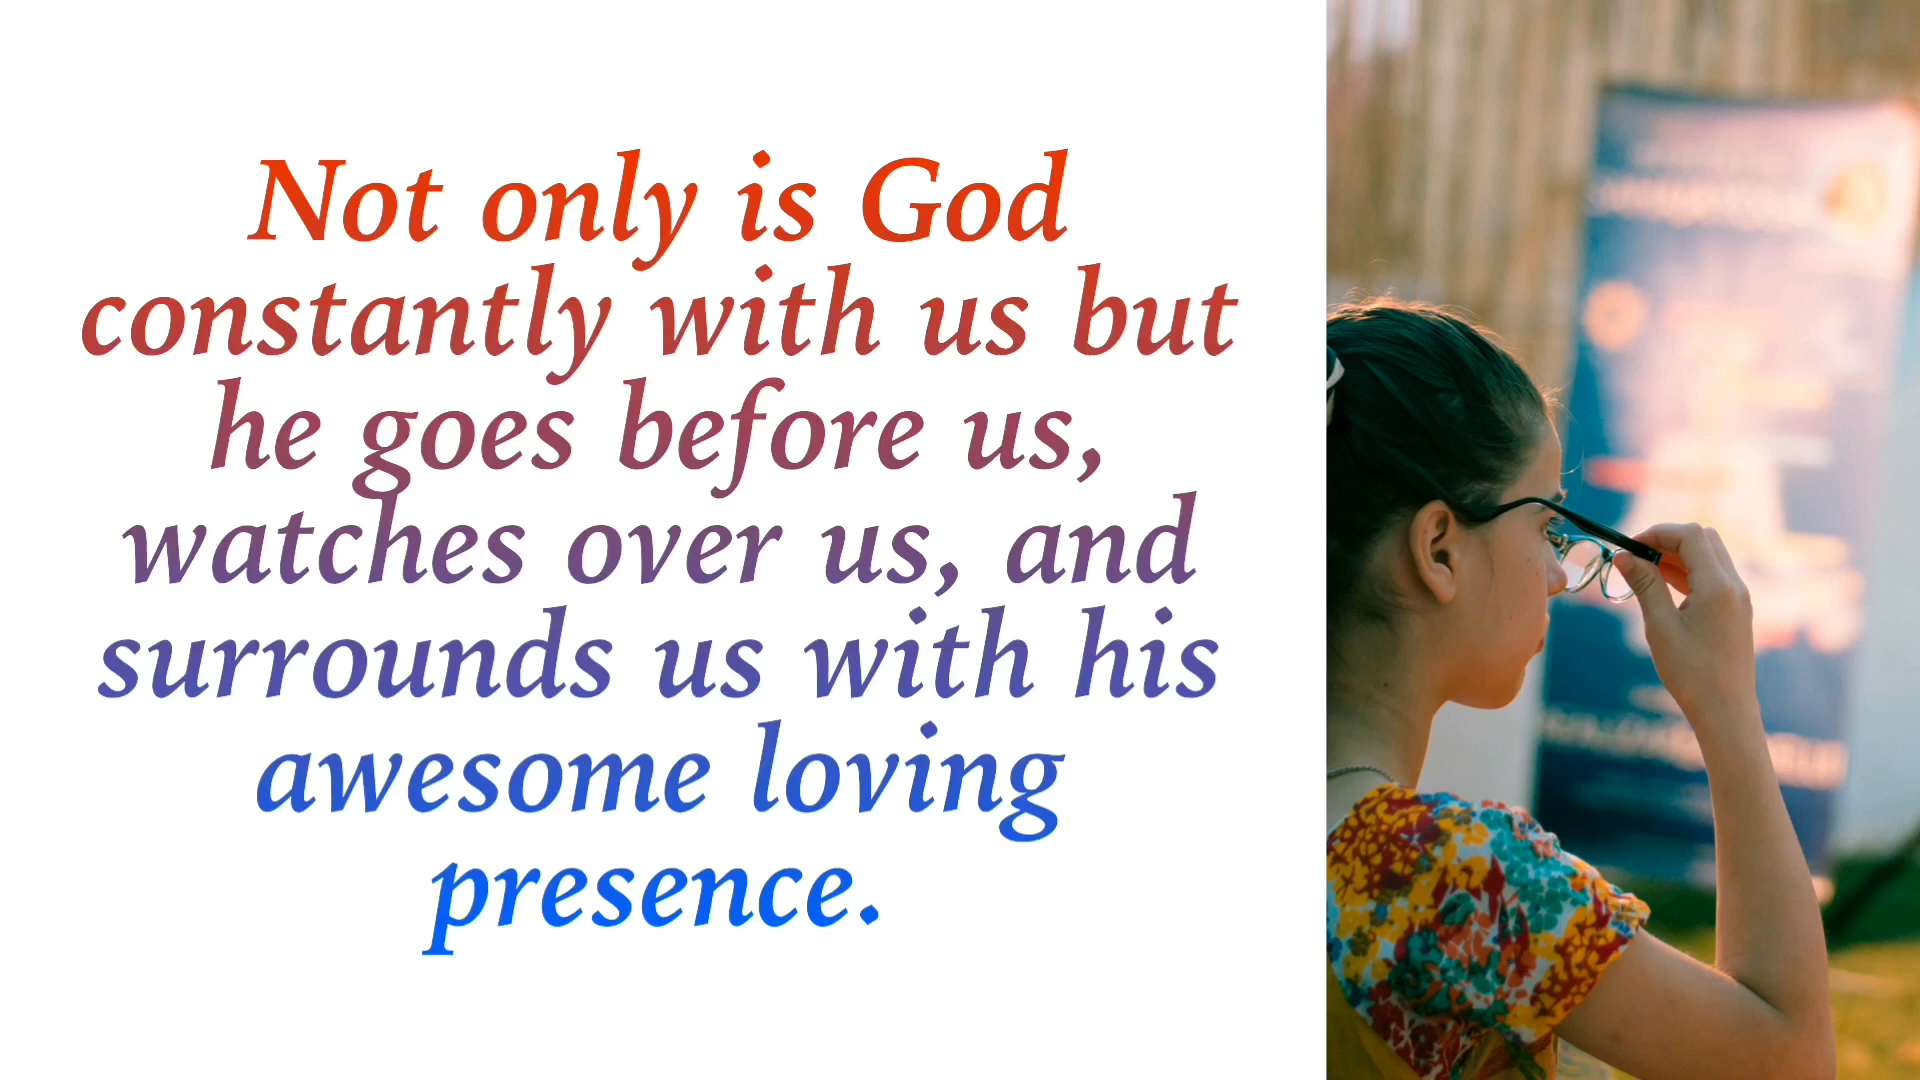 Not only is God
constantly with us but
he goes before us,
watches over us, and
surrounds us with his
awesome loving
presence.